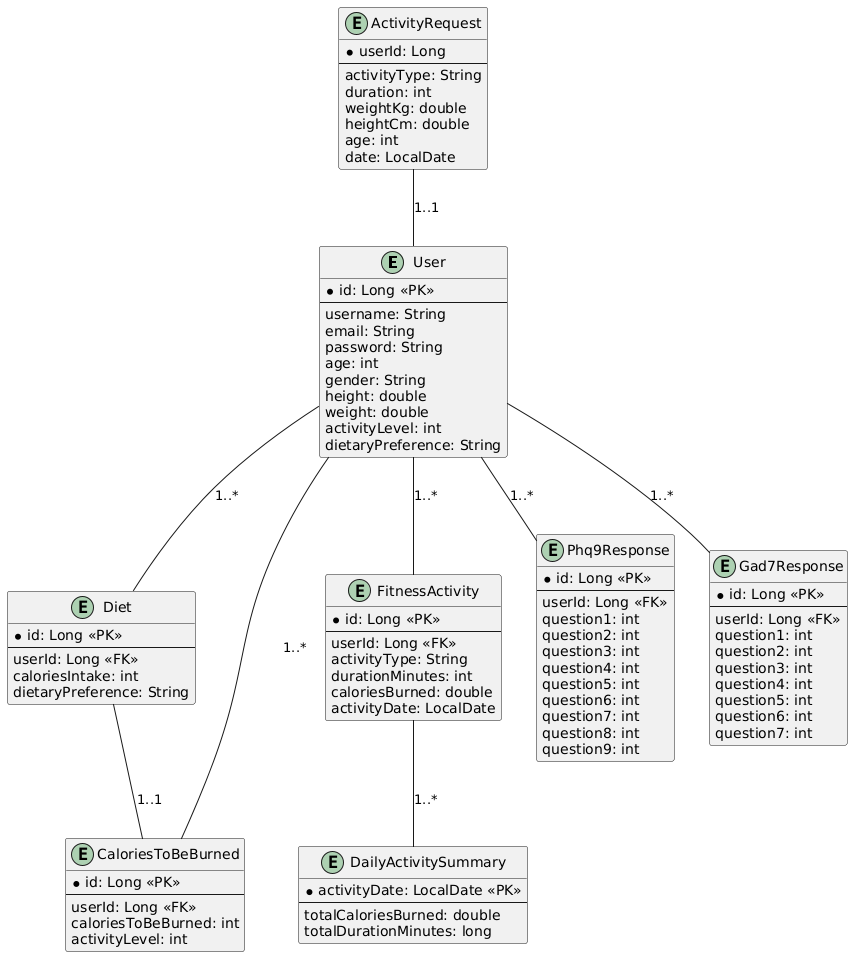 E ActivityRequest
* userId: Long
activityType: String
duration: int
weightKg: double
heightCm: double
age: int
date: LocalDate
1..1
E User
* id: Long «PK»
username: String
email: String
password: String
age: int
gender: String
height: double
weight: double
activityLevel: int
dietaryPreference: String
1..*
1..*
1..*
1..*
1..*
E Diet
* id: Long «PK»
userId: Long «FK»
caloriesIntake: int
dietaryPreference: String
E FitnessActivity
* id: Long «PK»
userId: Long «FK»
activityType: String
durationMinutes: int
caloriesBurned: double
activityDate: LocalDate
E Phq9Response
* id: Long «PK»
userId: Long «FK»
question1: int
question2: int
question3: int
question4: int
question5: int
question6: int
question7: int
question8: int
question9: int
E Gad7Response
* id: Long «PK»
userId: Long «FK»
question1: int
question2: int
question3: int
question4: int
question5: int
question6: int
question7: int
1..1
1..*
E CaloriesToBeBurned
* id: Long «PK»
userId: Long «FK»
caloriesToBeBurned: int
activityLevel: int
E DailyActivitySummary
* activityDate: LocalDate «PK»
totalCaloriesBurned: double
totalDurationMinutes: long